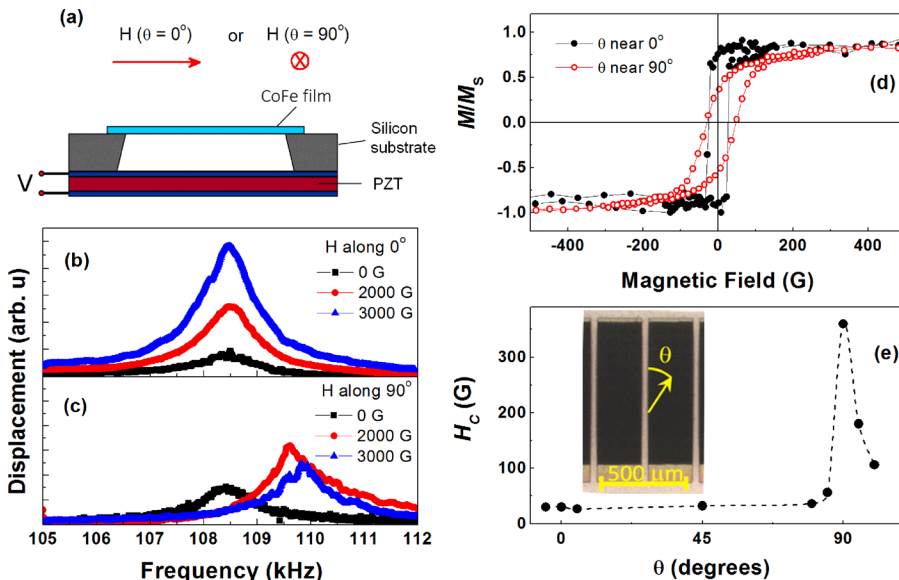 (a)
H (θ = 0°) or H (θ = 90°)
CoFe film
Silicon
substrate
V
PZT
(b)
H along 0°
0 G
2000 G
3000 G
(c)
H along 90°
0 G
2000 G
3000 G
Displacement (arb. u)
105 106 107 108 109 110 111 112
Frequency (kHz)
(d)
θ near 0°
θ near 90°
M/Ms
1.0
0.5
0.0
-0.5
-1.0
-400 -200 0 200 400
Magnetic Field (G)
(e)
θ
500 μm
H_C (G)
300
200
100
0
0 45 90
θ (degrees)